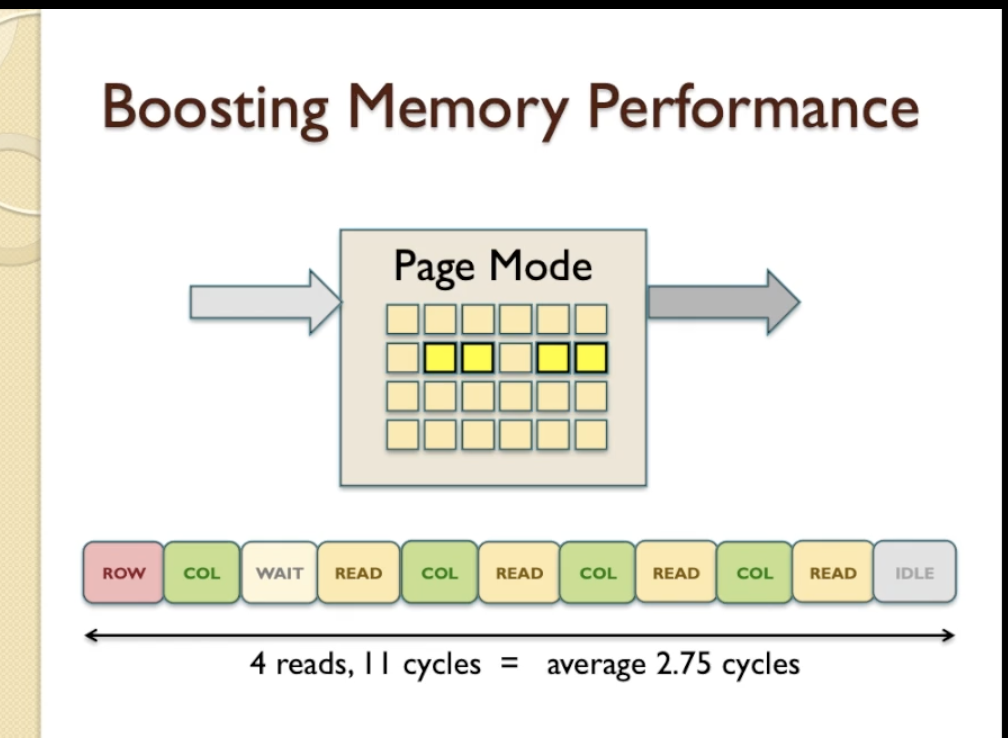 Boosting Memory Performance
Page Mode
ROW COL WAIT READ COL READ COL READ COL READ IDLE
4 reads, 11 cycles = average 2.75 cycles